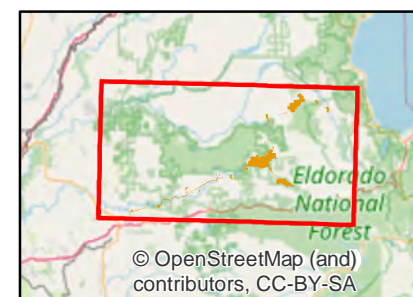 Eldorado
National
Forest
© OpenStreetMap (and)
contributors, CC-BY-SA